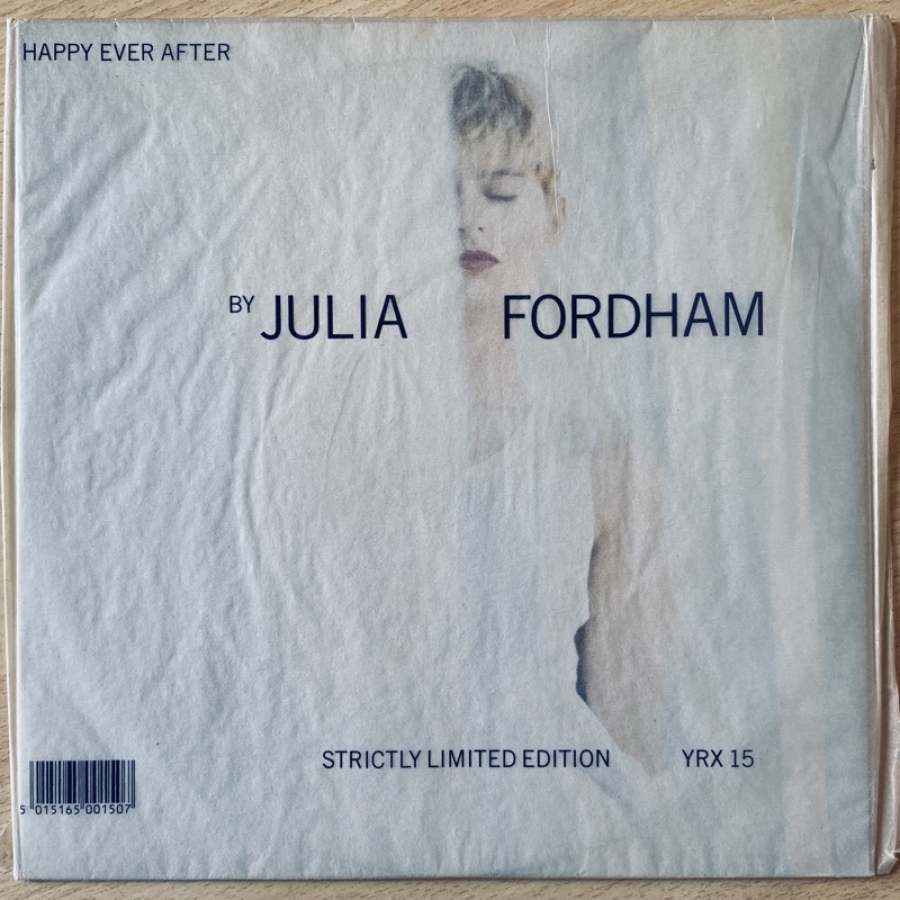 HAPPY EVER AFTER
BY JULIA FORDHAM
STRICTLY LIMITED EDITION YRX 15
5 015165 001507